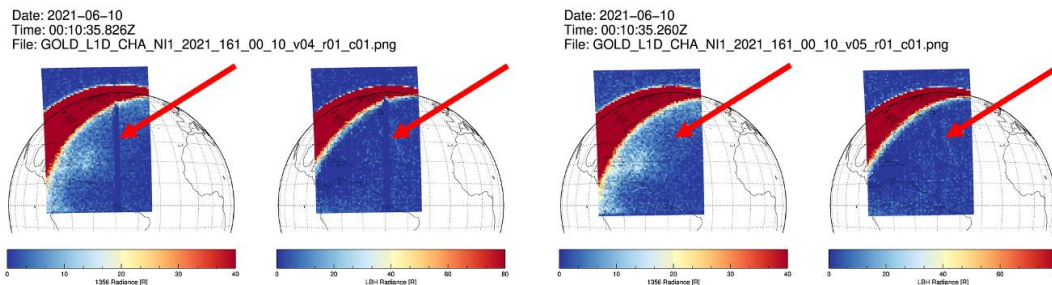 Date: 2021-06-10
Time: 00:10:35.826Z
File: GOLD_L1D_CHA_NI1_2021_161_00_10_v04_r01_c01.png
0 10 20 30 40
1356 Radiance [R]
0 20 40 60 80
LBH Radiance [R]
Date: 2021-06-10
Time: 00:10:35.260Z
File: GOLD_L1D_CHA_NI1_2021_161_00_10_v05_r01_c01.png
0 10 20 30 40
1356 Radiance [R]
0 20 40 60
LBH Radiance [R]